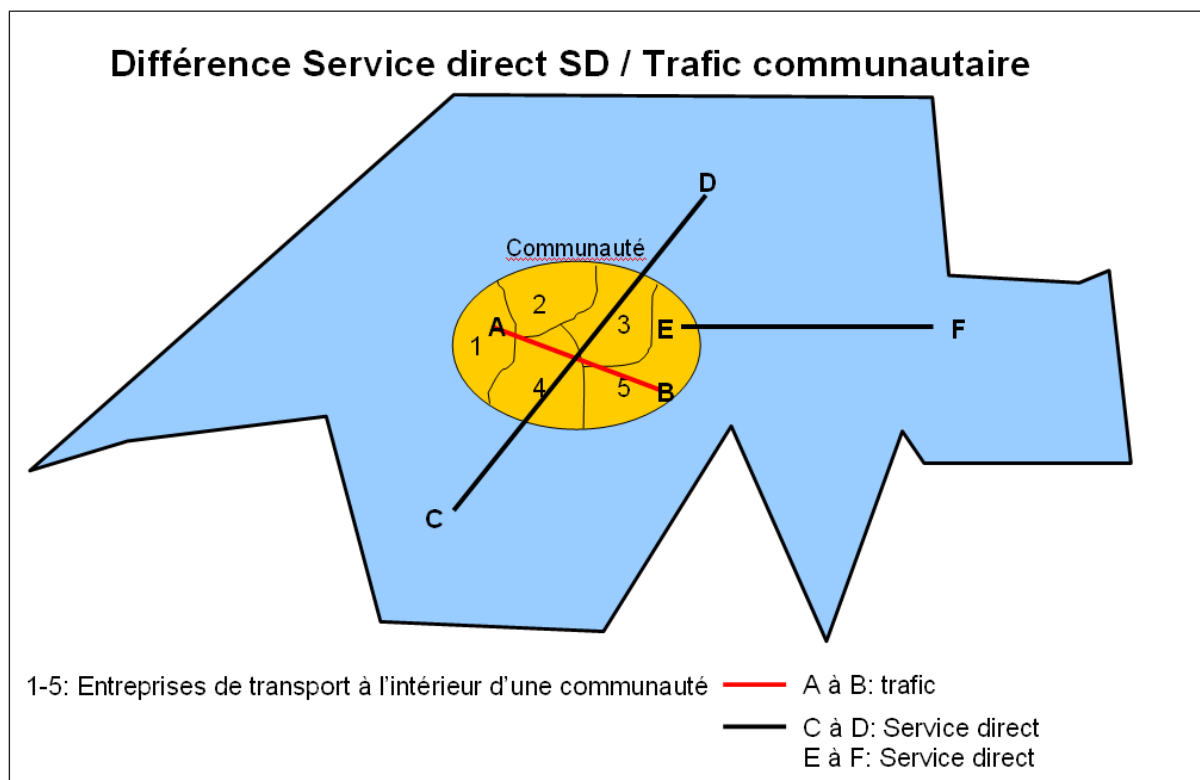 Différence Service direct SD / Trafic communautaire
D
Communauté
2
A
3
E
F
1
4
5
B
C
1-5: Entreprises de transport à l'intérieur d'une communauté
A à B: trafic
C à D: Service direct
E à F: Service direct